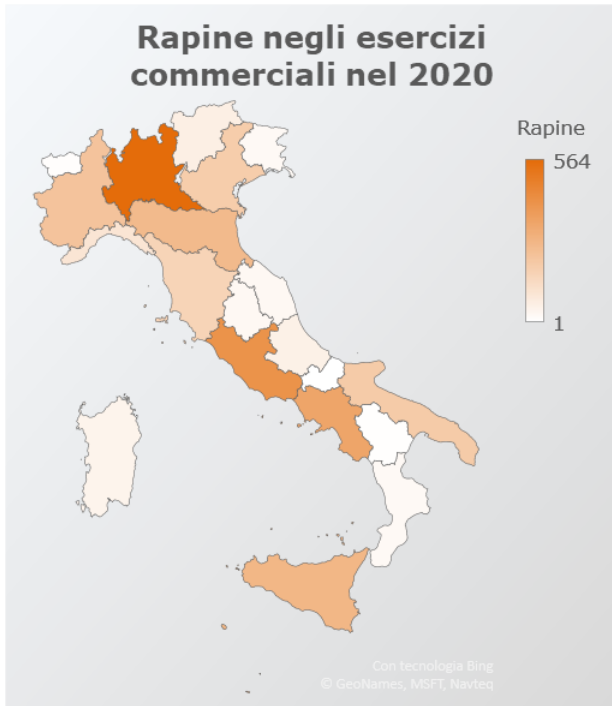 Rapine negli esercizi
commerciali nel 2020
Rapine
564
1
Con tecnologia Bing
© GeoNames, MSFT, Navteq